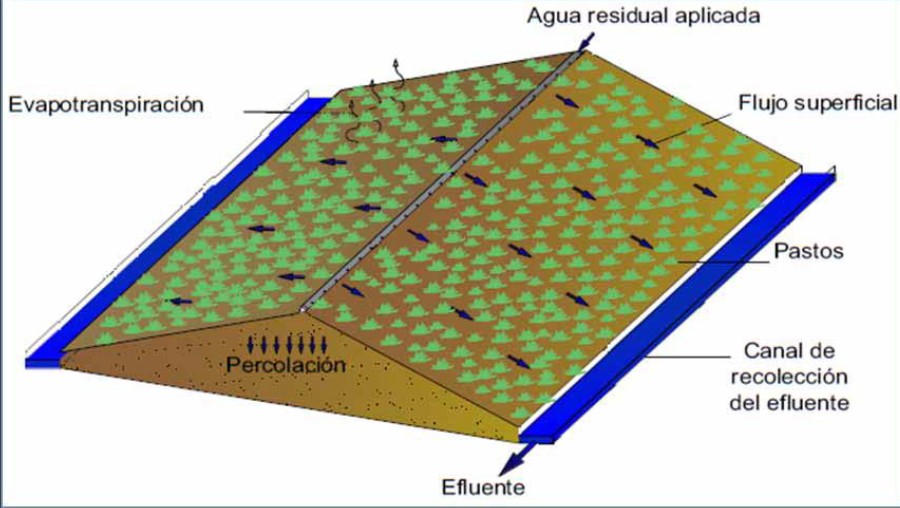 Agua residual aplicada
Evapotranspiración
Flujo superficial
Pastos
Percolación
Canal de
recolección
del efluente
Efluente